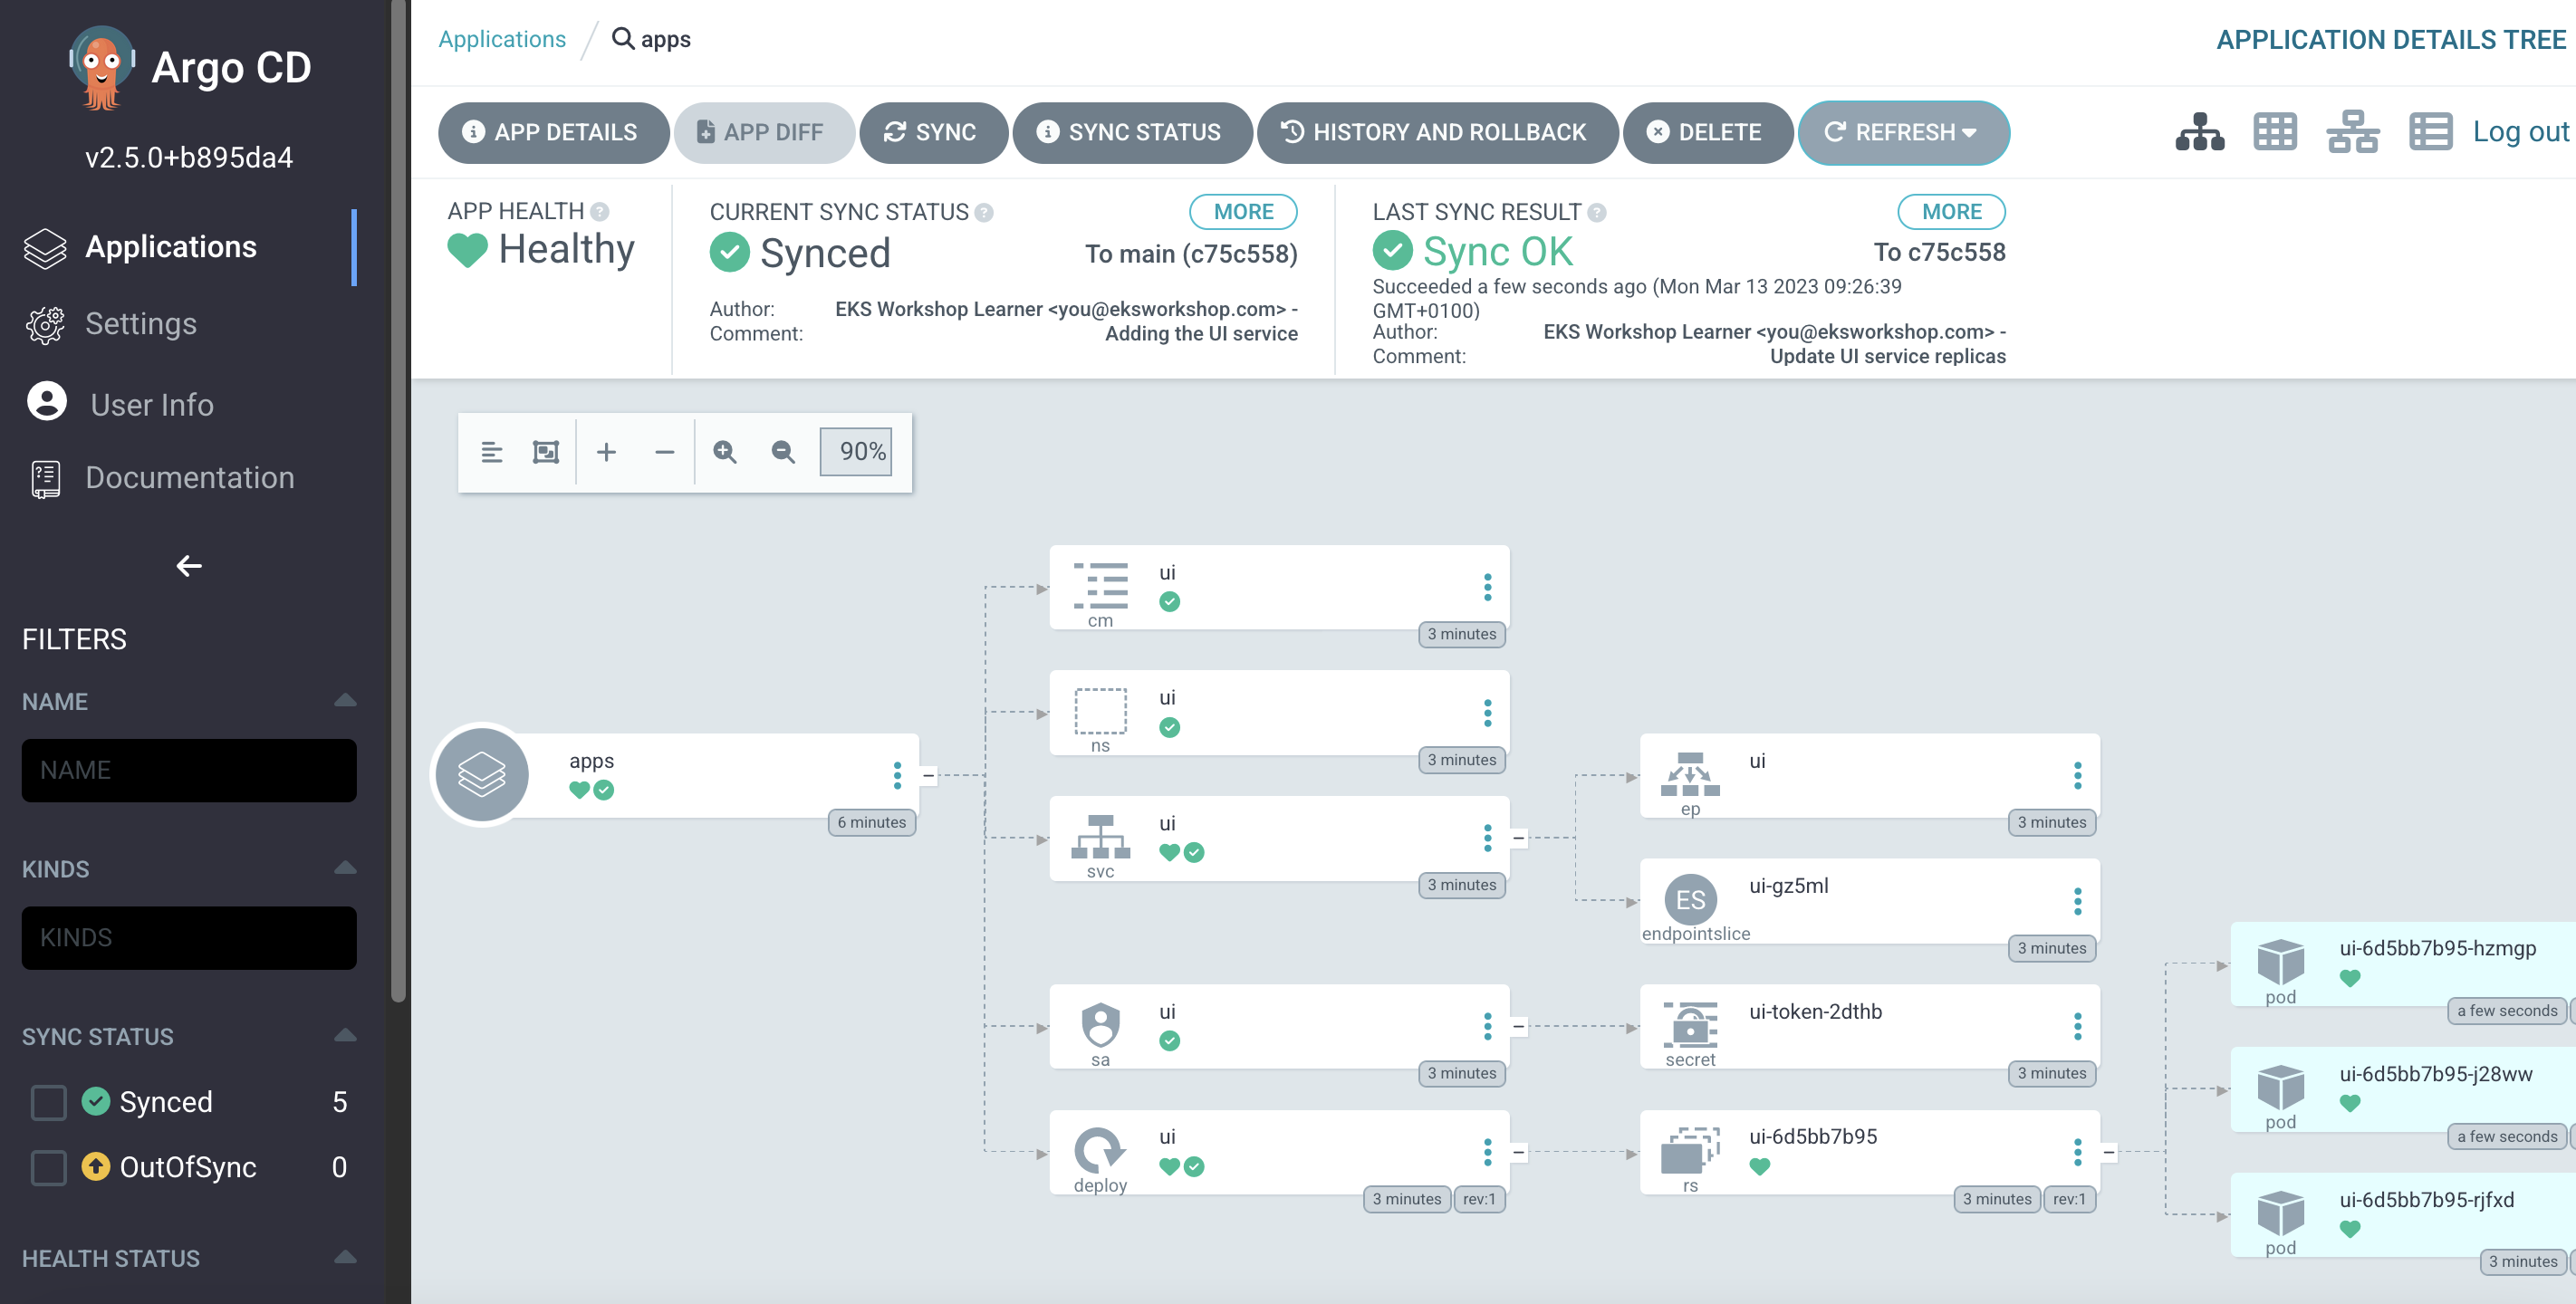 Argo CD
v2.5.0+b895da4
Applications
Settings
User Info
Documentation
FILTERS
NAME
NAME
KINDS
KINDS
SYNC STATUS
Synced 5
OutOfSync 0
HEALTH STATUS
Applications / apps
APPLICATION DETAILS TREE
APP DETAILS
APP DIFF
SYNC
SYNC STATUS
HISTORY AND ROLLBACK
DELETE
REFRESH
Log out
APP HEALTH ?
Healthy
CURRENT SYNC STATUS ?
MORE
Synced
To main (c75c558)
Author: EKS Workshop Learner <you@eksworkshop.com> -
Comment: Adding the UI service
LAST SYNC RESULT ?
MORE
Sync OK
To c75c558
Succeeded a few seconds ago (Mon Mar 13 2023 09:26:39
GMT+0100)
Author: EKS Workshop Learner <you@eksworkshop.com> -
Comment: Update UI service replicas
90%
apps
6 minutes
ui
cm
3 minutes
ui
ns
3 minutes
ui
svc
3 minutes
ui
sa
3 minutes
ui
deploy
3 minutes
rev:1
ui
ep
3 minutes
ES
ui-gz5ml
endpointslice
3 minutes
ui-token-2dthb
secret
3 minutes
ui-6d5bb7b95
rs
3 minutes
rev:1
ui-6d5bb7b95-hzmgp
pod
a few seconds
ui-6d5bb7b95-j28ww
pod
a few seconds
ui-6d5bb7b95-rjfxd
pod
3 minutes